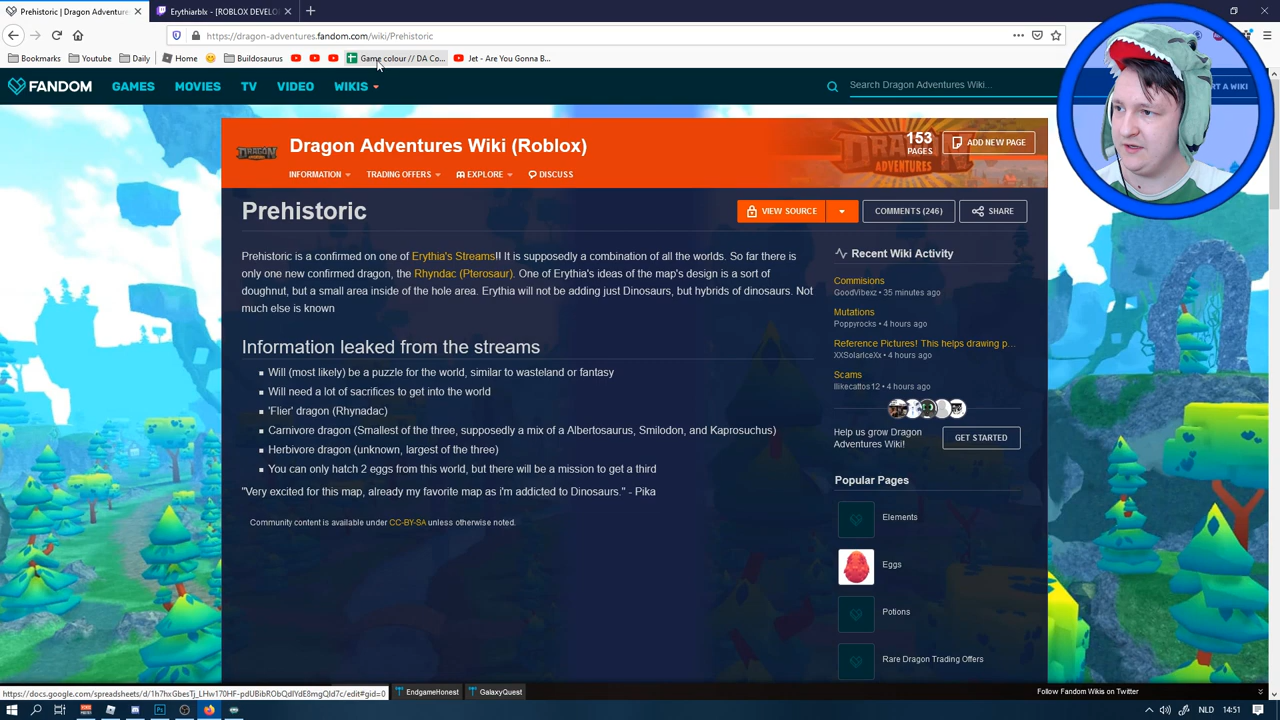 Prehistoric | Dragon Adventures
Erythiarblx - [ROBLOX DEVELO
https://dragon-adventures.fandom.com/wiki/Prehistoric
Bookmarks
Youtube
Daily
Home
Buildosaurus
Game colour // DA Co...
Jet - Are You Gonna B...
FANDOM
GAMES
MOVIES
TV
VIDEO
WIKIS
Search Dragon Adventures Wiki...
RT A WIKI
Dragon Adventures Wiki (Roblox)
153
PAGES
ADD NEW PAGE
DRAGON
ADVENTURES
INFORMATION
TRADING OFFERS
EXPLORE
DISCUSS
Prehistoric
VIEW SOURCE
COMMENTS (246)
SHARE
Prehistoric is a confirmed on one of Erythia's Streams!! It is supposedly a combination of all the worlds. So far there is
only one new confirmed dragon, the Rhyndac (Pterosaur). One of Erythia's ideas of the map's design is a sort of
doughnut, but a small area inside of the hole area. Erythia will not be adding just Dinosaurs, but hybrids of dinosaurs. Not
much else is known
Information leaked from the streams
Will (most likely) be a puzzle for the world, similar to wasteland or fantasy
Will need a lot of sacrifices to get into the world
'Flier' dragon (Rhynadac)
Carnivore dragon (Smallest of the three, supposedly a mix of a Albertosaurus, Smilodon, and Kaprosuchus)
Herbivore dragon (unknown, largest of the three)
You can only hatch 2 eggs from this world, but there will be a mission to get a third
"Very excited for this map, already my favorite map as i'm addicted to Dinosaurs." - Pika
Community content is available under CC-BY-SA unless otherwise noted.
Recent Wiki Activity
Commisions
GoodVibexz • 35 minutes ago
Mutations
Poppyrocks • 4 hours ago
Reference Pictures! This helps drawing p...
XXSolarIceXx • 4 hours ago
Scams
Ilikecattos12 • 4 hours ago
Help us grow Dragon
Adventures Wiki!
GET STARTED
Popular Pages
Elements
Eggs
Potions
Rare Dragon Trading Offers
EndgameHonest
GalaxyQuest
Follow Fandom Wikis on Twitter
NLD
14:51